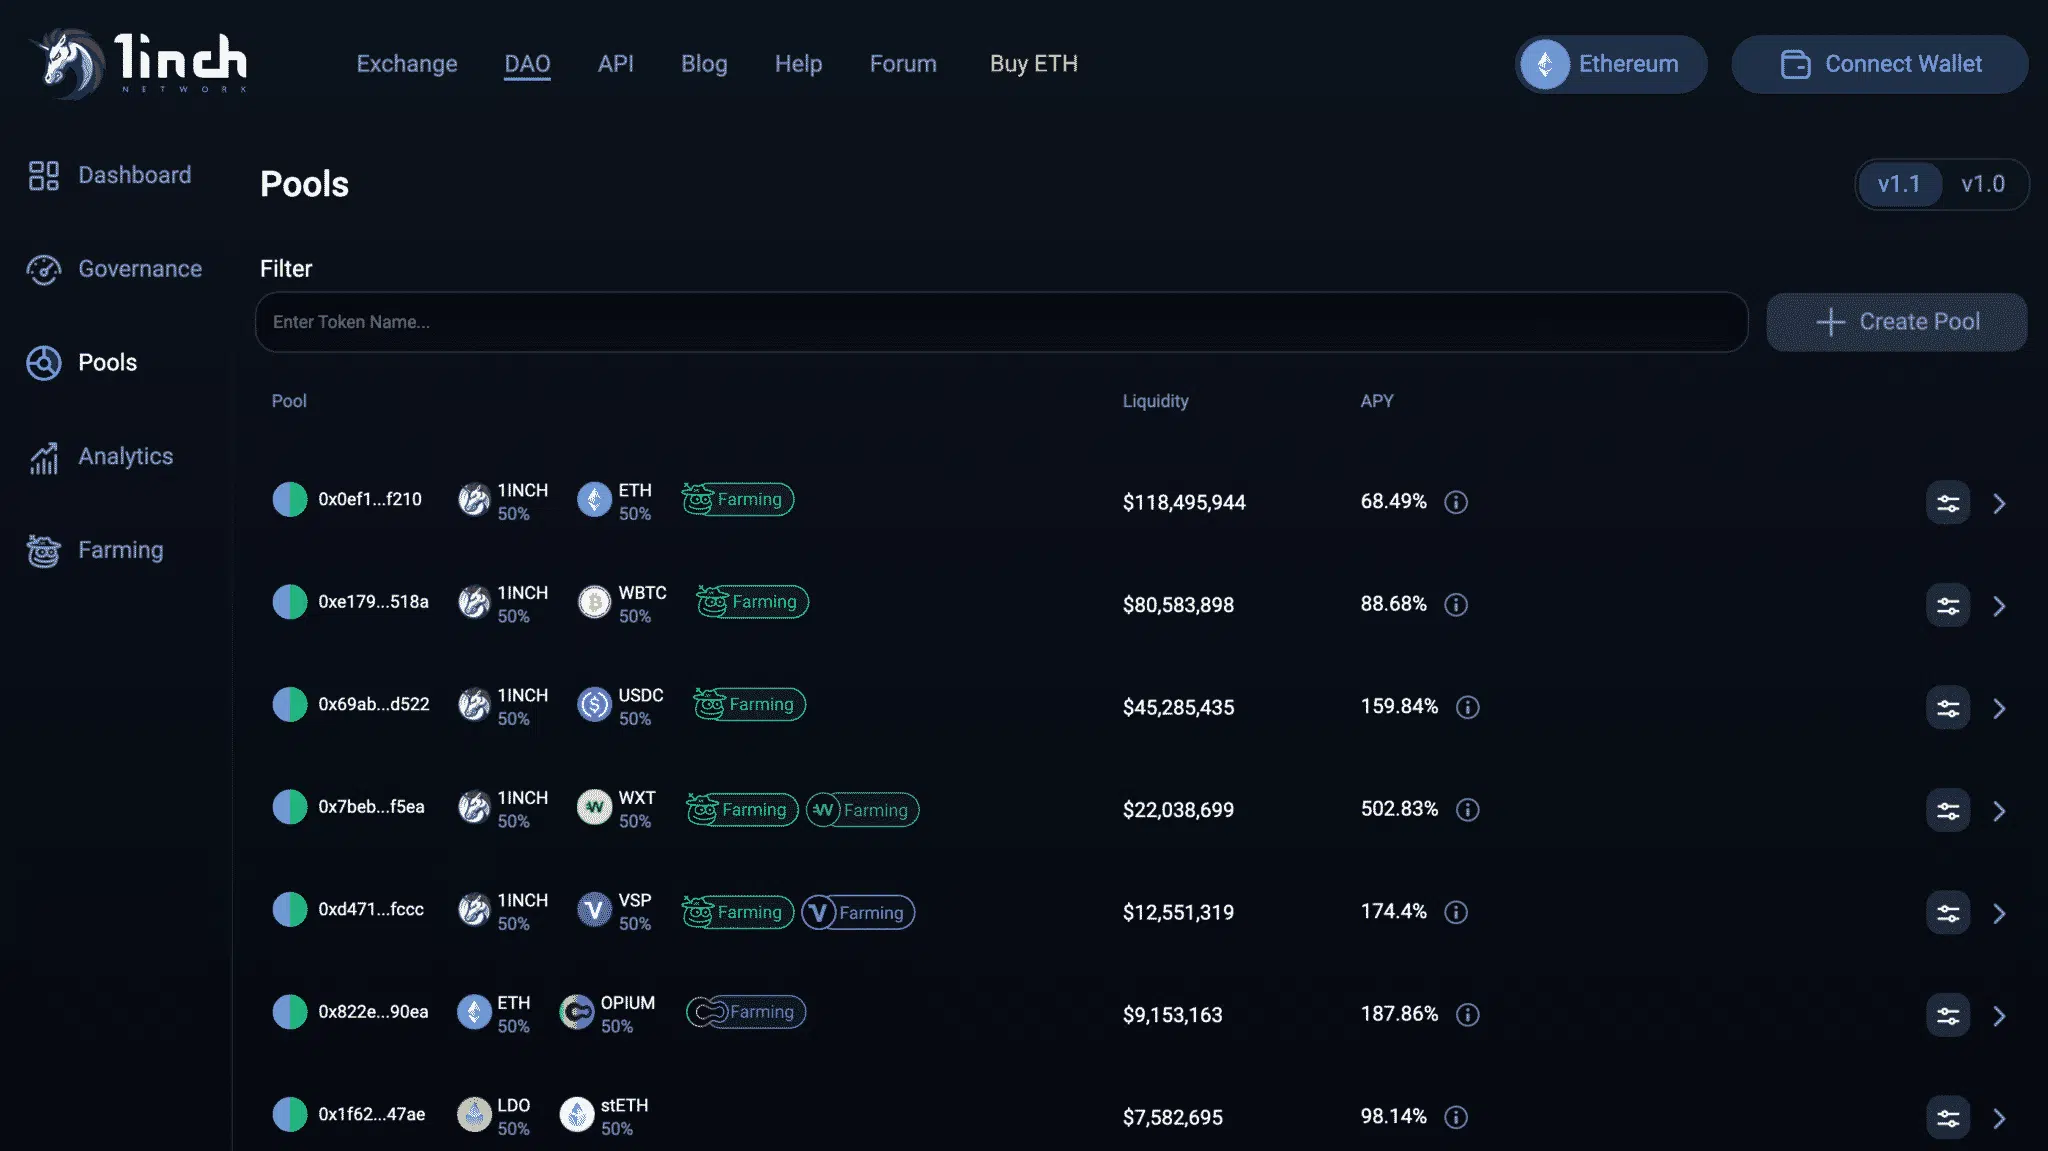 1inch
NETWORK
Exchange DAO API Blog Help Forum Buy ETH
Ethereum
Connect Wallet
Dashboard
Governance
Pools
Analytics
Farming
Pools
v1.1 v1.0
Filter
Enter Token Name...
Create Pool
Pool Liquidity APY
0x0ef1...f210 1INCH 50% ETH 50% Farming $118,495,944 68.49%
0xe179...518a 1INCH 50% WBTC 50% Farming $80,583,898 88.68%
0x69ab...d522 1INCH 50% USDC 50% Farming $45,285,435 159.84%
0x7beb...f5ea 1INCH 50% WXT 50% Farming Farming $22,038,699 502.83%
0xd471...fccc 1INCH 50% VSP 50% Farming Farming $12,551,319 174.4%
0x822e...90ea ETH 50% OPIUM 50% Farming $9,153,163 187.86%
0x1f62...47ae LDO 50% stETH 50% $7,582,695 98.14%